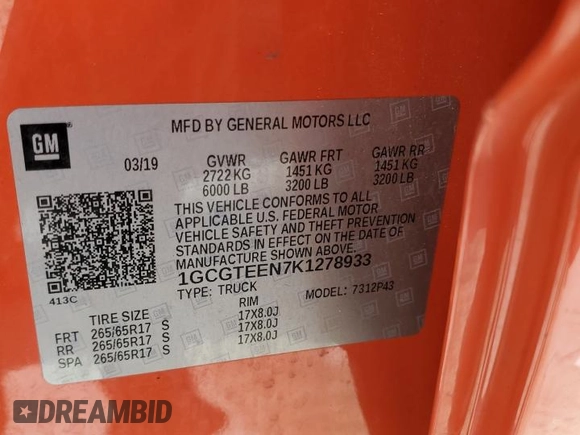 GM
®
MFD BY GENERAL MOTORS LLC
03/19 GVWR GAWR FRT GAWR RR
2722 KG 1451 KG 1451 KG
6000 LB 3200 LB 3200 LB
THIS VEHICLE CONFORMS TO ALL
APPLICABLE U.S. FEDERAL MOTOR
VEHICLE SAFETY AND THEFT PREVENTION
STANDARDS IN EFFECT ON THE DATE OF
MANUFACTURE SHOWN ABOVE.
1GCGTEEN7K1278933
413C
TYPE: TRUCK MODEL: 7312P43
TIRE SIZE RIM
FRT 265/65R17 S 17X8.0J
RR 265/65R17 S 17X8.0J
SPA 265/65R17 S 17X8.0J
DREAMBID